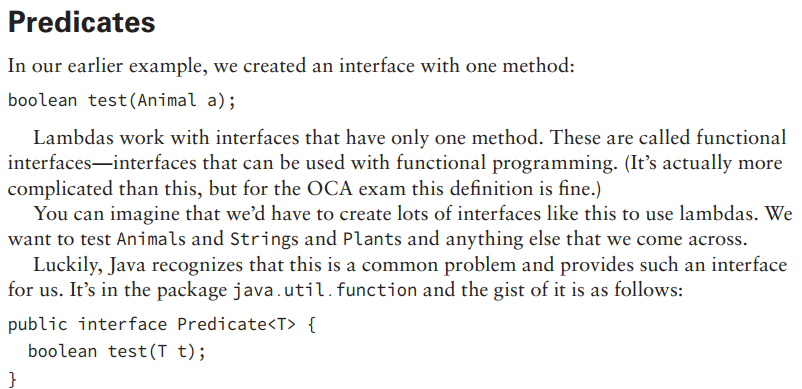 Predicates
In our earlier example, we created an interface with one method:
boolean test(Animal a);
Lambdas work with interfaces that have only one method. These are called functional
interfaces—interfaces that can be used with functional programming. (It’s actually more
complicated than this, but for the OCA exam this definition is fine.)
You can imagine that we’d have to create lots of interfaces like this to use lambdas. We
want to test Animals and Strings and Plants and anything else that we come across.
Luckily, Java recognizes that this is a common problem and provides such an interface
for us. It’s in the package java.util.function and the gist of it is as follows:
public interface Predicate<T> {
  boolean test(T t);
}